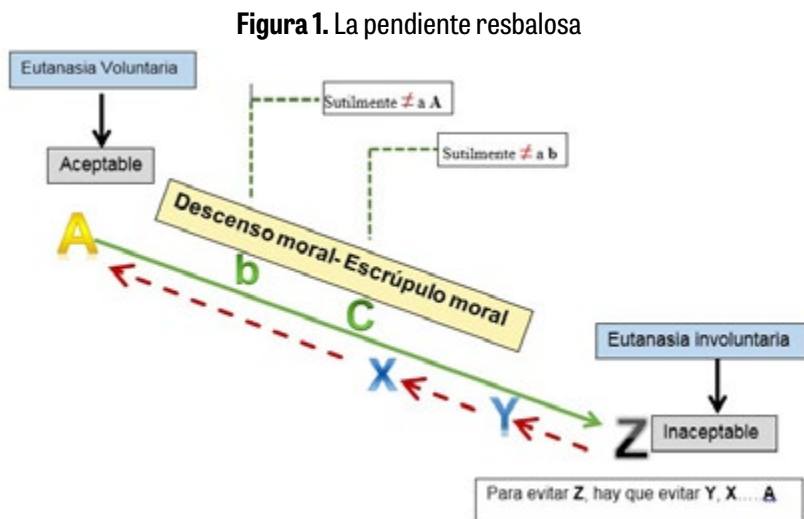 Figura 1. La pendiente resbalosa
Eutanasia Voluntaria
Sutilmente ≠ a A
Aceptable
Sutilmente ≠ a b
A
Descenso moral- Escrúpulo moral
b
C
X
Y
Eutanasia involuntaria
Z
Inaceptable
Para evitar Z, hay que evitar Y, X.....A